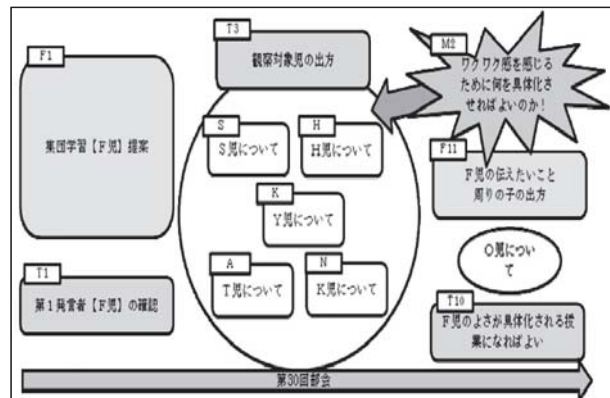 F1
集団学習【F児】提案
T1
第1発言者【F児】の確認
T3
観察対象児の出方
S
S児について
H
H児について
K
Y児について
A
T児について
N
K児について
M2
ワクワク感を感じる
ために何を具体化さ
せればよいのか!
F11
F児の伝えたいこと
周りの子の出方
O児につい
て
T10
F児のよさが具体化される授
業になればよい
第30回部会